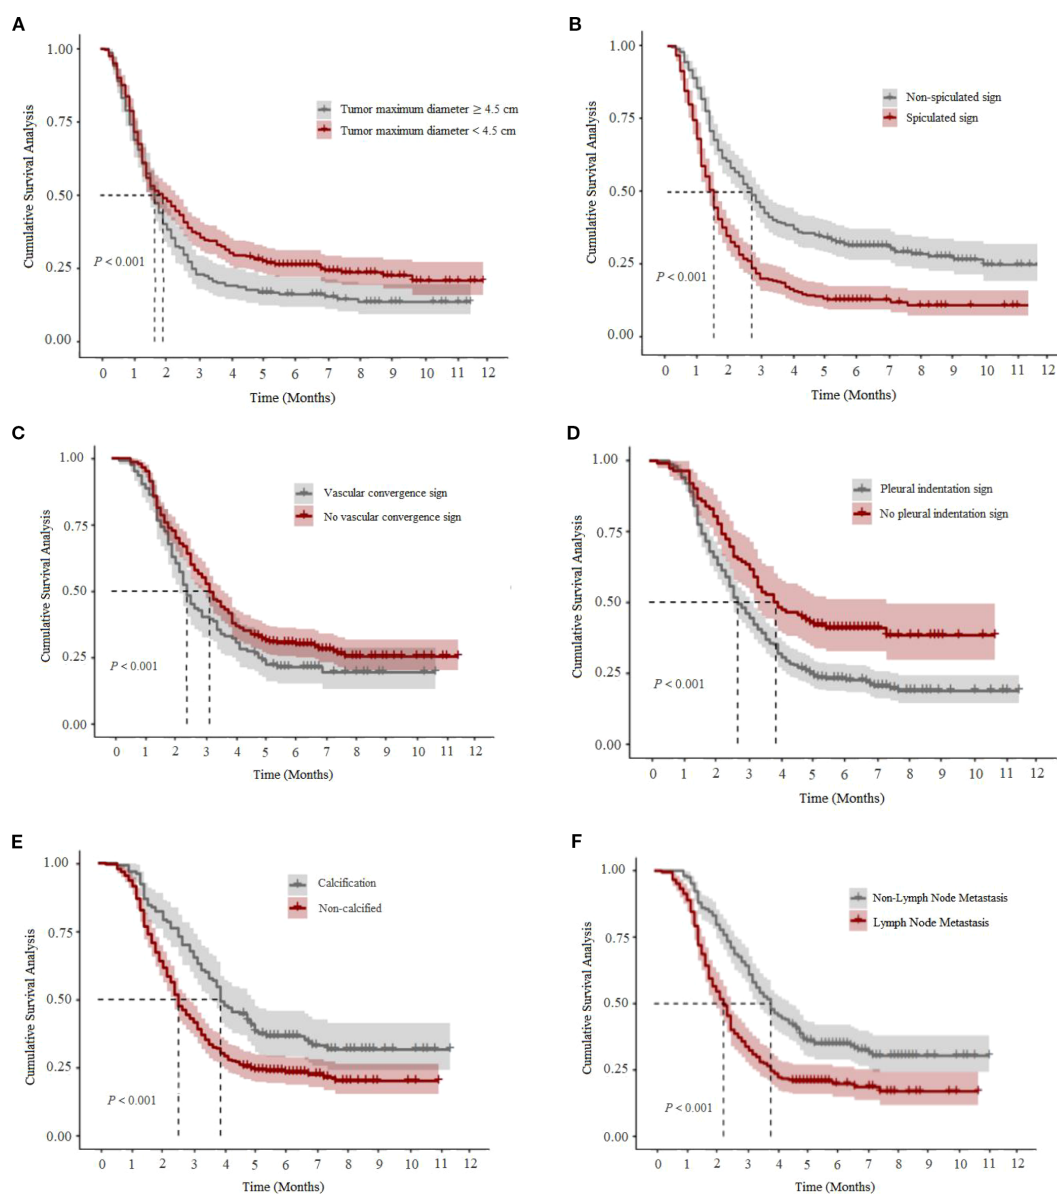 A
Cumulative Survival Analysis
1.00
0.75
0.50
0.25
0.00
Tumor maximum diameter ≥ 4.5 cm
Tumor maximum diameter < 4.5 cm
P < 0.001
0 1 2 3 4 5 6 7 8 9 10 11 12
Time (Months)
B
Cumulative Survival Analysis
1.00
0.75
0.50
0.25
0.00
Non-spiculated sign
Spiculated sign
P < 0.001
0 1 2 3 4 5 6 7 8 9 10 11 12
Time (Months)
C
Cumulative Survival Analysis
1.00
0.75
0.50
0.25
0.00
Vascular convergence sign
No vascular convergence sign
P < 0.001
0 1 2 3 4 5 6 7 8 9 10 11 12
Time (Months)
D
Cumulative Survival Analysis
1.00
0.75
0.50
0.25
0.00
Pleural indentation sign
No pleural indentation sign
P < 0.001
0 1 2 3 4 5 6 7 8 9 10 11 12
Time (Months)
E
Cumulative Survival Analysis
1.00
0.75
0.50
0.25
0.00
Calcification
Non-calcified
P < 0.001
0 1 2 3 4 5 6 7 8 9 10 11 12
Time (Months)
F
Cumulative Survival Analysis
1.00
0.75
0.50
0.25
0.00
Non-Lymph Node Metastasis
Lymph Node Metastasis
P < 0.001
0 1 2 3 4 5 6 7 8 9 10 11 12
Time (Months)